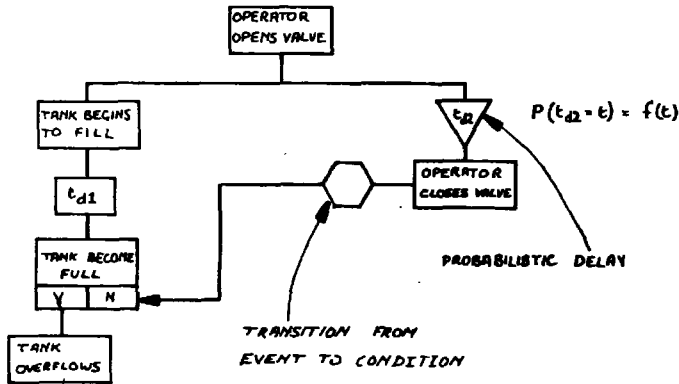 OPERATOR
OPENS VALVE
TANK BEGINS
TO FILL
t_d2
P(t_d2 = t) = f(t)
OPERATOR
CLOSES VALVE
t_d1
TANK BECOME
FULL
Y N
PROBABILISTIC DELAY
TRANSITION FROM
EVENT TO CONDITION
TANK
OVERFLOWS